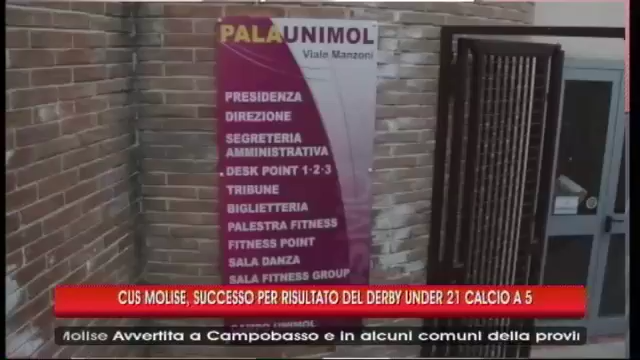 PALAUNIMOL
Viale Manzoni
PRESIDENZA
DIREZIONE
SEGRETERIA
AMMINISTRATIVA
DESK POINT 1-2-3
TRIBUNE
BIGLIETTERIA
PALESTRA FITNESS
FITNESS POINT
SALA DANZA
SALA FITNESS GROUP
CUS MOLISE, SUCCESSO PER RISULTATO DEL DERBY UNDER 21 CALCIO A 5
Molise Avvertita a Campobasso e in alcuni comuni della provin